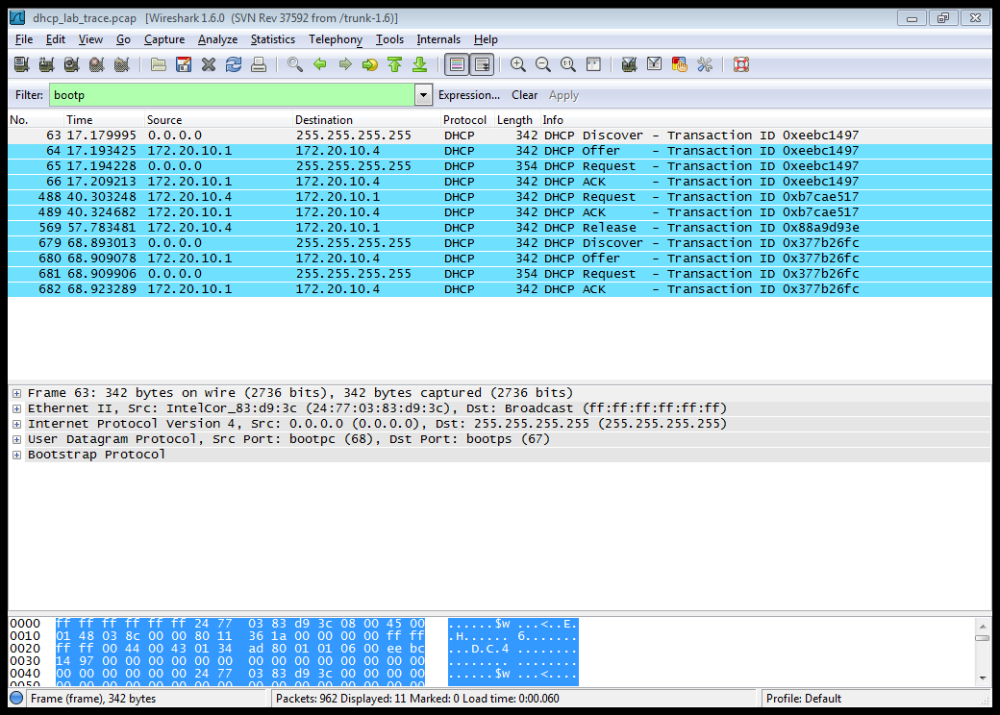 dhcp_lab_trace.pcap [Wireshark 1.6.0 (SVN Rev 37592 from /trunk-1.6)]
File Edit View Go Capture Analyze Statistics Telephony Tools Internals Help
Filter: bootp Expression... Clear Apply
No. Time Source Destination Protocol Length Info
63 17.179995 0.0.0.0 255.255.255.255 DHCP 342 DHCP Discover - Transaction ID 0xeebc1497
64 17.193425 172.20.10.1 172.20.10.4 DHCP 342 DHCP Offer - Transaction ID 0xeebc1497
65 17.194228 0.0.0.0 255.255.255.255 DHCP 354 DHCP Request - Transaction ID 0xeebc1497
66 17.209213 172.20.10.1 172.20.10.4 DHCP 342 DHCP ACK - Transaction ID 0xeebc1497
488 40.303248 172.20.10.4 172.20.10.1 DHCP 342 DHCP Request - Transaction ID 0xb7cae517
489 40.324682 172.20.10.1 172.20.10.4 DHCP 342 DHCP ACK - Transaction ID 0xb7cae517
569 57.783481 172.20.10.4 172.20.10.1 DHCP 342 DHCP Release - Transaction ID 0x88a9d93e
679 68.893013 0.0.0.0 255.255.255.255 DHCP 342 DHCP Discover - Transaction ID 0x377b26fc
680 68.909078 172.20.10.1 172.20.10.4 DHCP 342 DHCP Offer - Transaction ID 0x377b26fc
681 68.909906 0.0.0.0 255.255.255.255 DHCP 354 DHCP Request - Transaction ID 0x377b26fc
682 68.923289 172.20.10.1 172.20.10.4 DHCP 342 DHCP ACK - Transaction ID 0x377b26fc
Frame 63: 342 bytes on wire (2736 bits), 342 bytes captured (2736 bits)
Ethernet II, Src: IntelCor_83:d9:3c (24:77:03:83:d9:3c), Dst: Broadcast (ff:ff:ff:ff:ff:ff)
Internet Protocol Version 4, Src: 0.0.0.0 (0.0.0.0), Dst: 255.255.255.255 (255.255.255.255)
User Datagram Protocol, Src Port: bootpc (68), Dst Port: bootps (67)
Bootstrap Protocol
0000 ff ff ff ff ff ff 24 77 03 83 d9 3c 08 00 45 00 ......$w ...<..E.
0010 01 48 03 8c 00 00 80 11 36 1a 00 00 00 00 ff ff .H...... 6.......
0020 ff ff 00 44 00 43 01 34 ad 80 01 01 06 00 ee bc ...D.C.4 ........
0030 14 97 00 00 00 00 00 00 00 00 00 00 00 00 00 00 ........ ........
0040 00 00 00 00 00 00 24 77 03 83 d9 3c 00 00 00 00 ......$w ...<....
Frame (frame), 342 bytes Packets: 962 Displayed: 11 Marked: 0 Load time: 0:00.060 Profile: Default